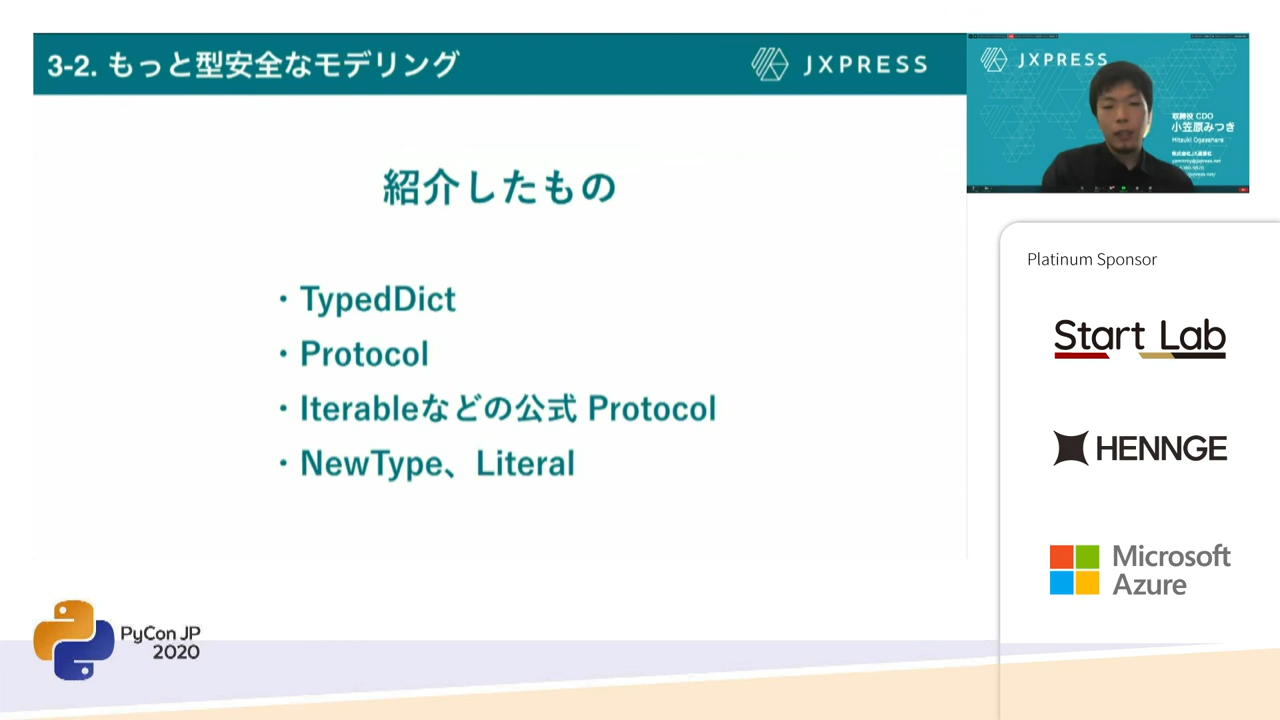 3-2. もっと型安全なモデリング
JXPRESS
紹介したもの
・TypedDict
・Protocol
・Iterableなどの公式 Protocol
・NewType、Literal
JXPRESS
取締役 CDO
小笠原みつき
Mitsuki Ogasahara
株式会社JX通信社
Platinum Sponsor
Start Lab
HENNGE
Microsoft
Azure
PyCon JP
2020